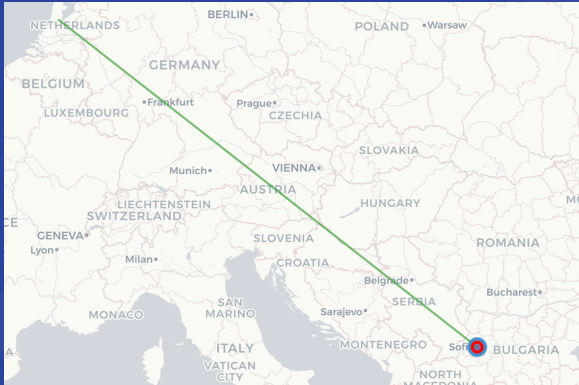 BERLIN
NETHERLANDS
POLAND
Warsaw
GERMANY
BELGIUM
Frankfurt
Prague
LUXEMBOURG
CZECHIA
SLOVAKIA
Munich
VIENNA
AUSTRIA
LIECHTENSTEIN
HUNGARY
SWITZERLAND
GENEVA
SLOVENIA
ROMANIA
Lyon
Milan
CROATIA
Belgrade
Bucharest
SAN
MARINO
SERBIA
MONACO
Sarajevo
ITALY
MONTENEGRO
BULGARIA
VATICAN
CITY
NORTH
MACEDONIA